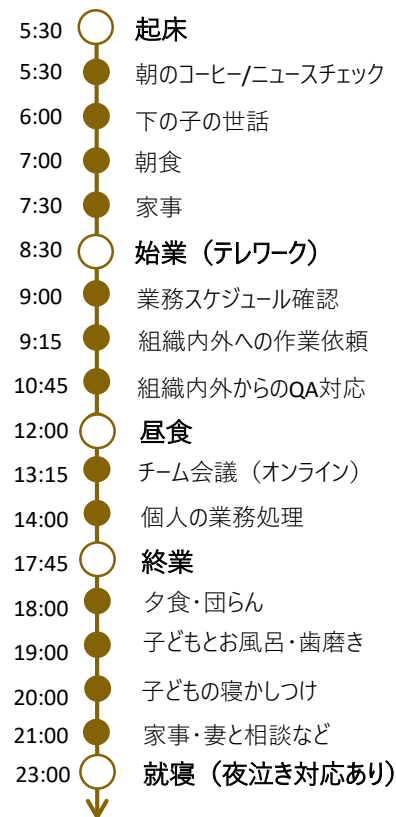 5:30 起床
5:30 朝のコーヒー/ニュースチェック
6:00 下の子の世話
7:00 朝食
7:30 家事
8:30 始業（テレワーク）
9:00 業務スケジュール確認
9:15 組織内外への作業依頼
10:45 組織内外からのQA対応
12:00 昼食
13:15 チーム会議（オンライン）
14:00 個人の業務処理
17:45 終業
18:00 夕食・団らん
19:00 子どもとお風呂・歯磨き
20:00 子どもの寝かしつけ
21:00 家事・妻と相談など
23:00 就寝（夜泣き対応あり）